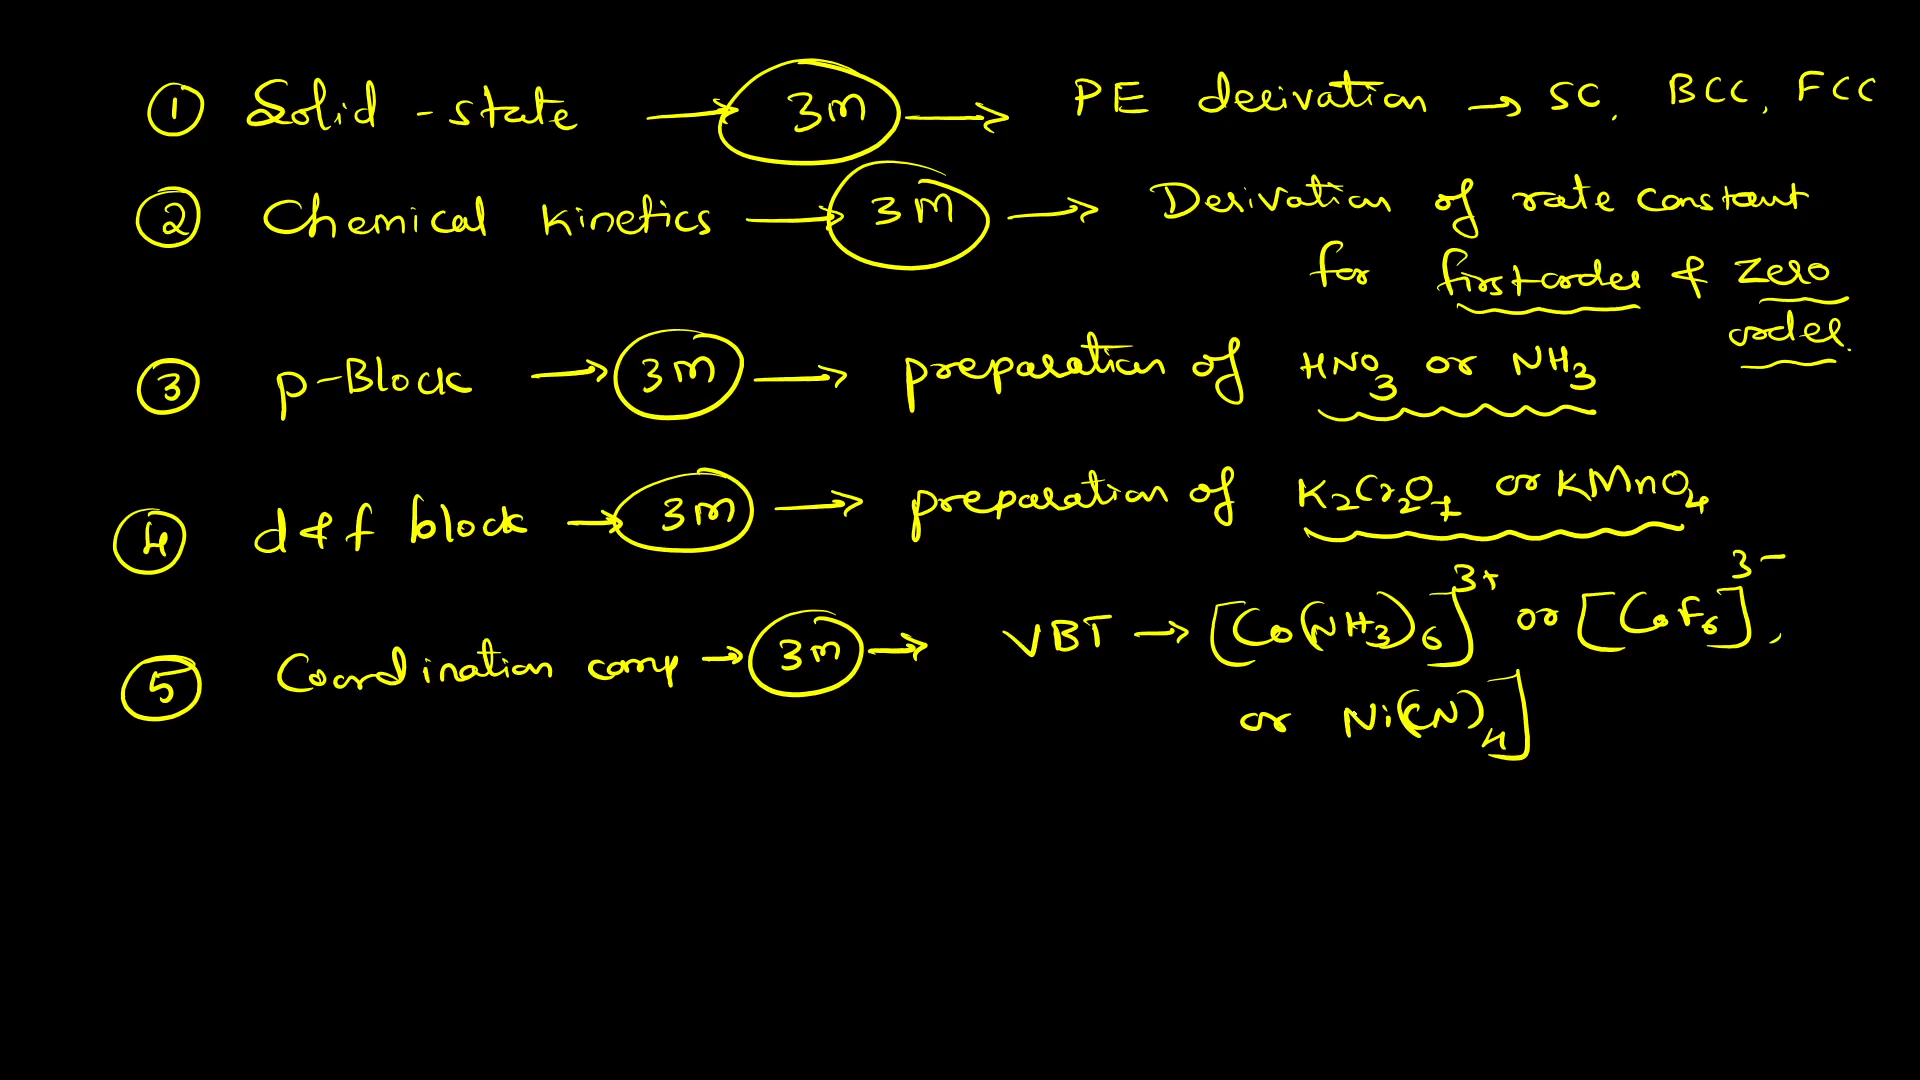 ① Solid-state → 3m → PE derivation → SC, BCC, FCC
② Chemical kinetics → 3m → Derivation of rate constant
for first order & zero
order.
③ p-Block → 3m → preparation of HNO₃ or NH₃
④ d & f block → 3m → preparation of K₂Cr₂O₇ or KMnO₄
⑤ Coordination comp → 3m → VBT → [Co(NH₃)₆]³⁺ or [CoF₆]³⁻,
or Ni(CN)₄]